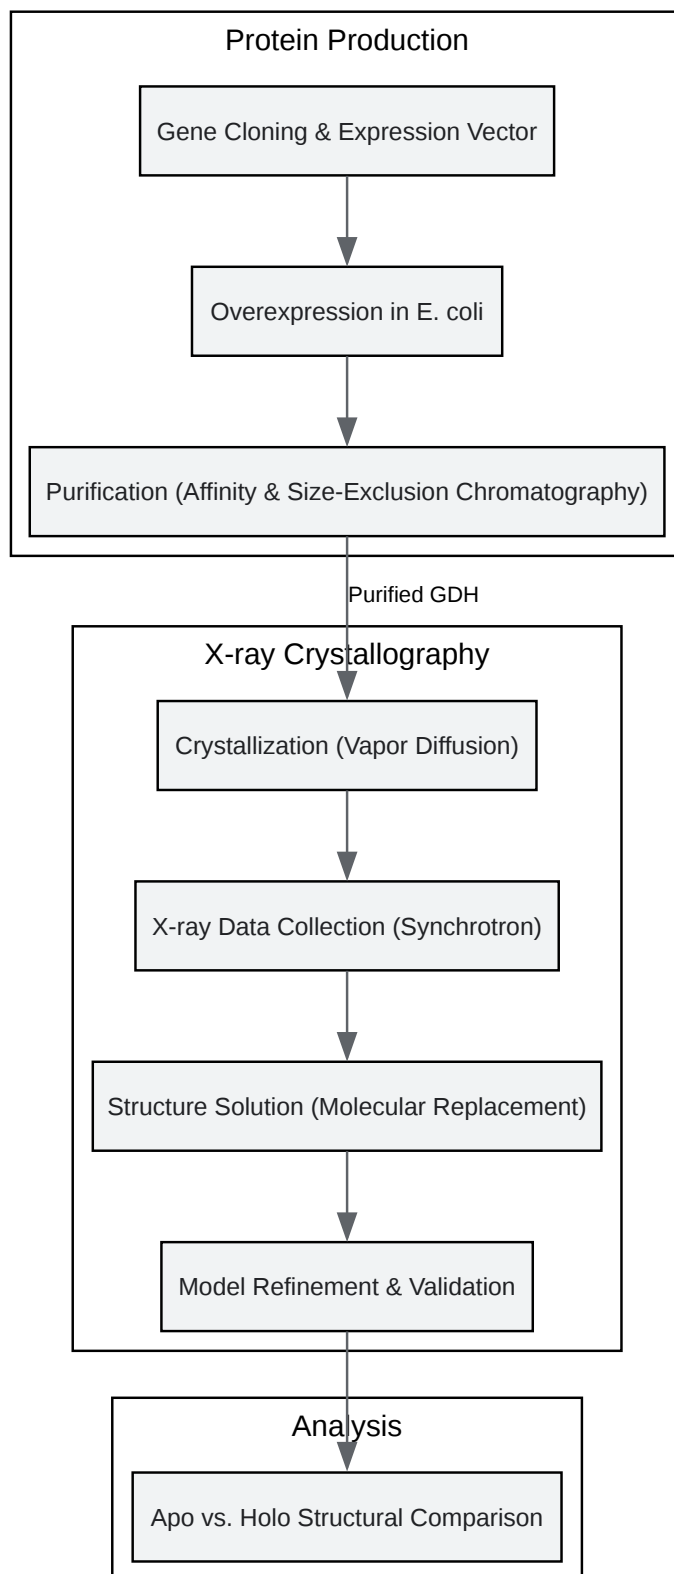 Protein Production
Gene Cloning & Expression Vector
Overexpression in E. coli
Purification (Affinity & Size-Exclusion Chromatography)
Purified GDH
X-ray Crystallography
Crystallization (Vapor Diffusion)
X-ray Data Collection (Synchrotron)
Structure Solution (Molecular Replacement)
Model Refinement & Validation
Analysis
Apo vs. Holo Structural Comparison